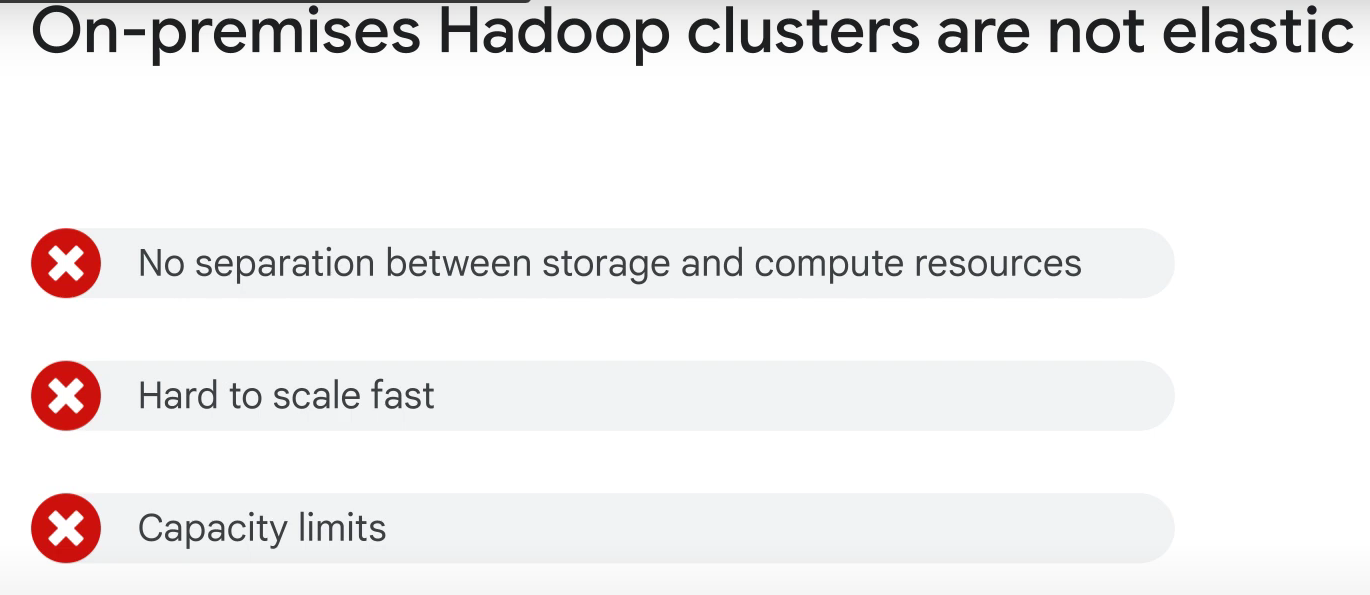 On-premises Hadoop clusters are not elastic
No separation between storage and compute resources
Hard to scale fast
Capacity limits